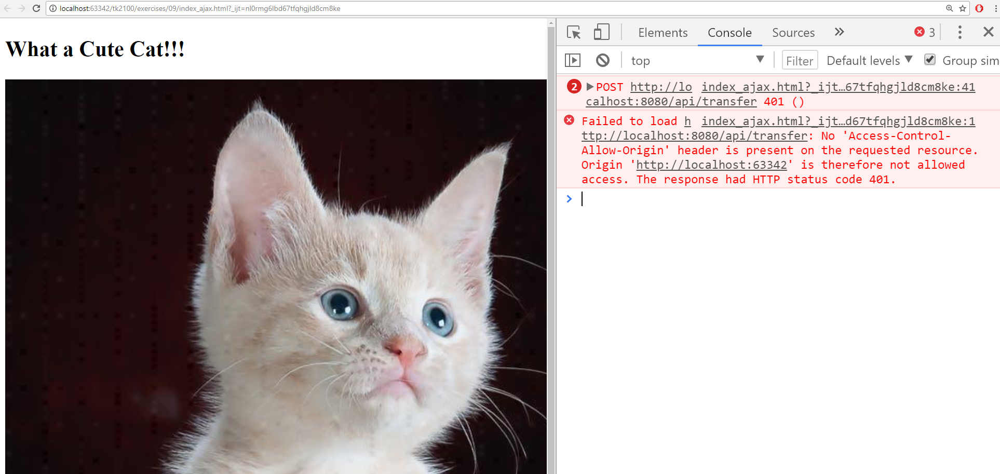 localhost:63342/tk2100/exercises/09/index_ajax.html?_ijt=nl0rmg6lbd67tfqhgjld8cm8ke
What a Cute Cat!!!
Elements Console Sources » 3
top Filter Default levels Group sim
2 POST http://lo index_ajax.html?_ijt…67tfqhgjld8cm8ke:41
calhost:8080/api/transfer 401 ()
Failed to load h index_ajax.html?_ijt…d67tfqhgjld8cm8ke:1
ttp://localhost:8080/api/transfer: No 'Access-Control-
Allow-Origin' header is present on the requested resource.
Origin 'http://localhost:63342' is therefore not allowed
access. The response had HTTP status code 401.